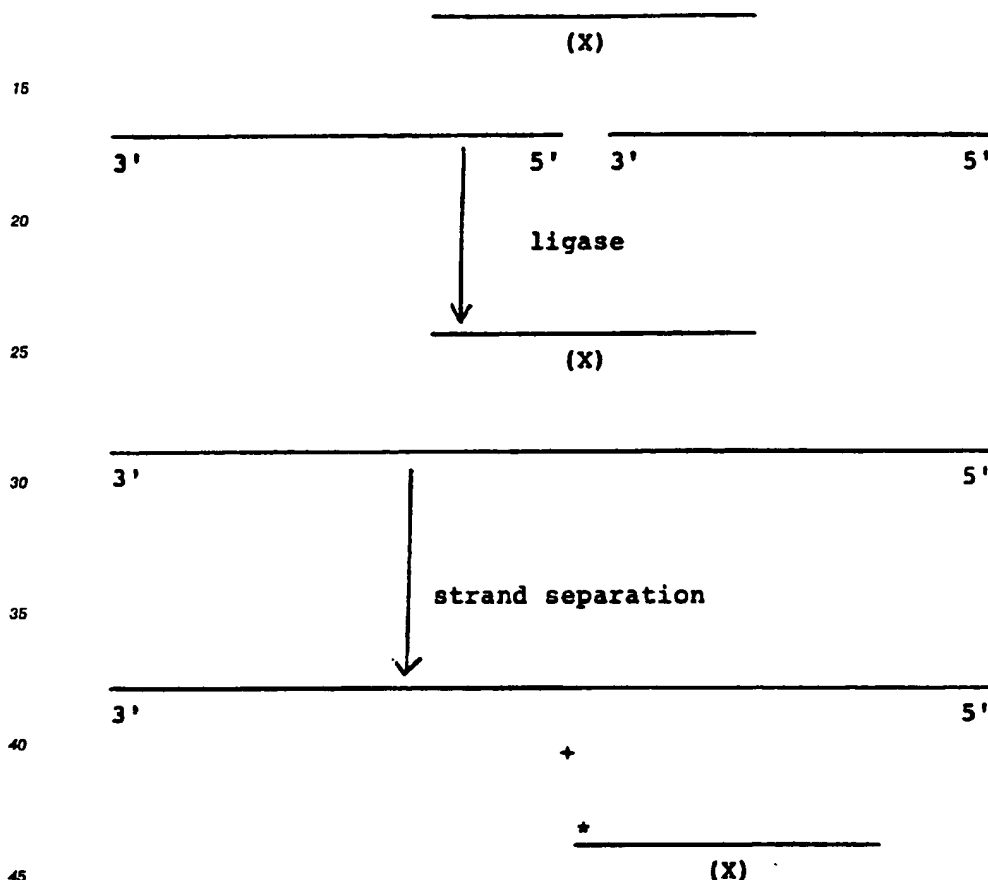 (X)
15
3' 5' 3' 5'
20
ligase
25
(X)
30
3' 5'
35
strand separation
3' 5'
40
+
*
(X)
45